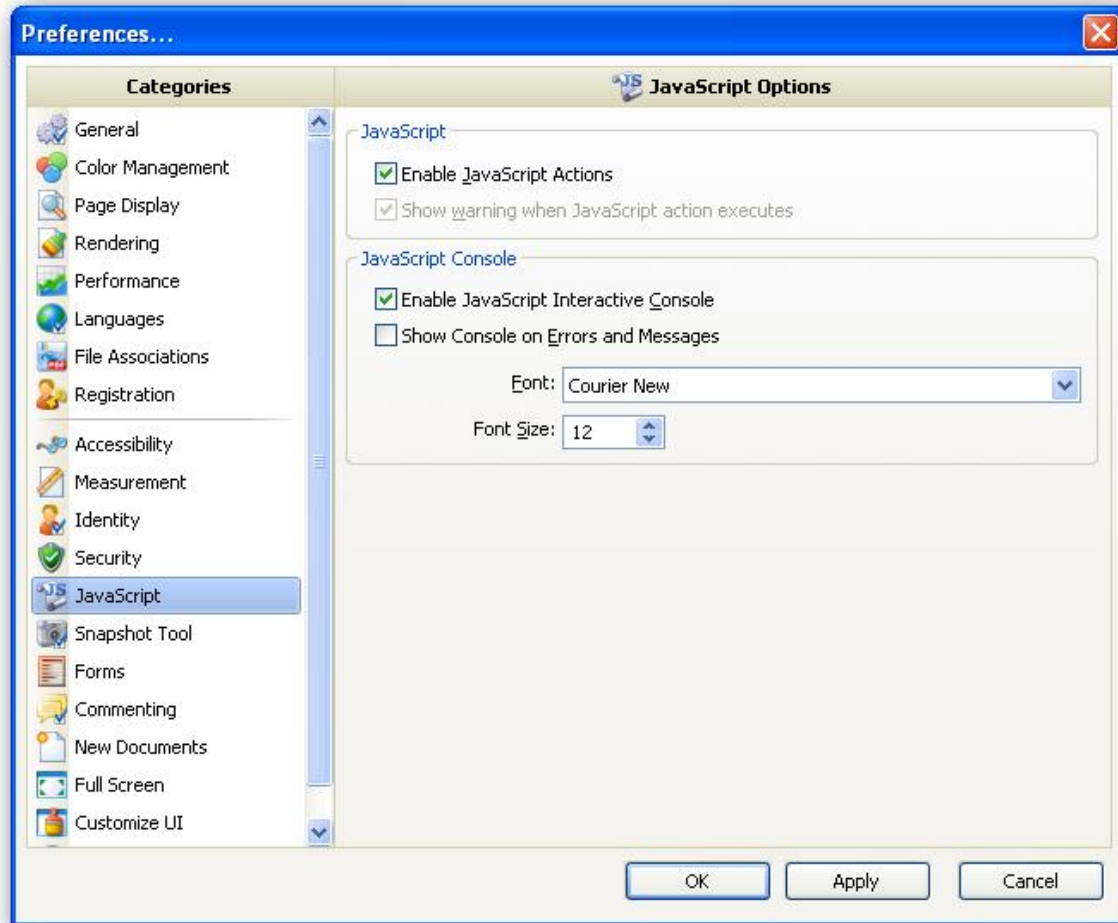 Preferences...
Categories
JavaScript Options
General
Color Management
Page Display
Rendering
Performance
Languages
File Associations
Registration
Accessibility
Measurement
Identity
Security
JavaScript
Snapshot Tool
Forms
Commenting
New Documents
Full Screen
Customize UI
JavaScript
Enable JavaScript Actions
Show warning when JavaScript action executes
JavaScript Console
Enable JavaScript Interactive Console
Show Console on Errors and Messages
Font: Courier New
Font Size: 12
OK Apply Cancel